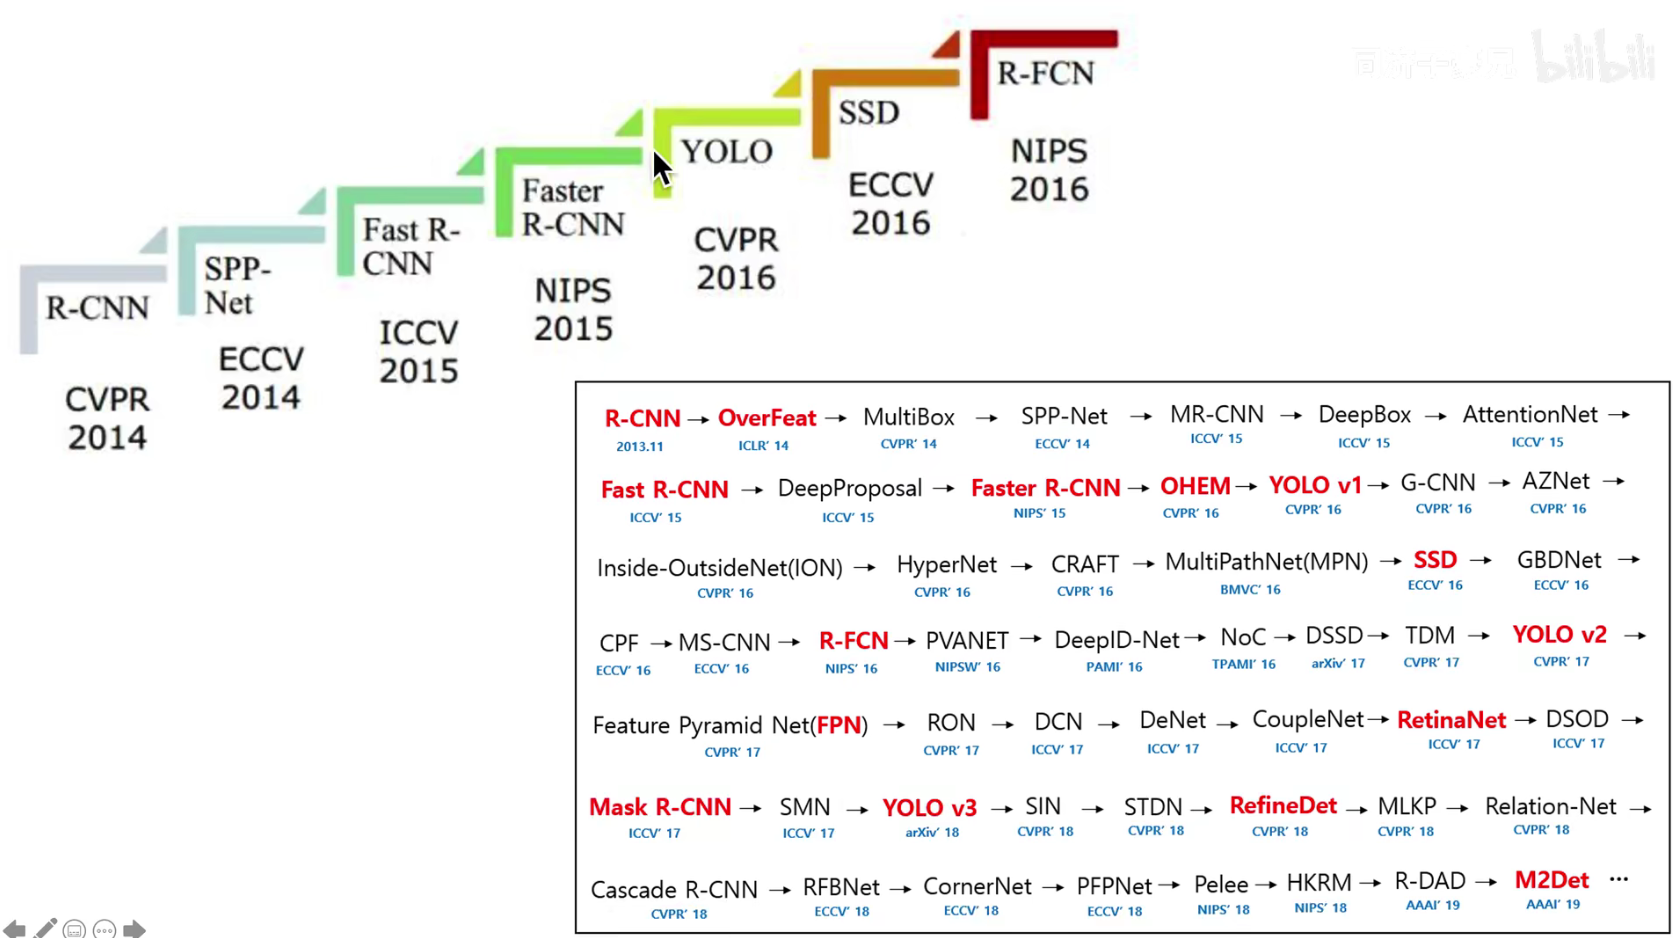 R-CNN
CVPR
2014
SPP-
Net
ECCV
2014
Fast R-
CNN
ICCV
2015
Faster
R-CNN
NIPS
2015
YOLO
CVPR
2016
SSD
ECCV
2016
R-FCN
NIPS
2016
bilibili
R-CNN → OverFeat → MultiBox → SPP-Net → MR-CNN → DeepBox → AttentionNet →
2013.11 ICLR' 14 CVPR' 14 ECCV' 14 ICCV' 15 ICCV' 15 ICCV' 15
Fast R-CNN → DeepProposal → Faster R-CNN → OHEM → YOLO v1 → G-CNN → AZNet →
ICCV' 15 ICCV' 15 NIPS' 15 CVPR' 16 CVPR' 16 CVPR' 16 CVPR' 16
Inside-OutsideNet(ION) → HyperNet → CRAFT → MultiPathNet(MPN) → SSD → GBDNet →
CVPR' 16 CVPR' 16 CVPR' 16 BMVC' 16 ECCV' 16 ECCV' 16
CPF → MS-CNN → R-FCN → PVANET → DeepID-Net → NoC → DSSD → TDM → YOLO v2 →
ECCV' 16 ECCV' 16 NIPS' 16 NIPSW' 16 PAMI' 16 TPAMI' 16 arXiv' 17 CVPR' 17 CVPR' 17
Feature Pyramid Net(FPN) → RON → DCN → DeNet → CoupleNet → RetinaNet → DSOD →
CVPR' 17 CVPR' 17 ICCV' 17 ICCV' 17 ICCV' 17 ICCV' 17 ICCV' 17
Mask R-CNN → SMN → YOLO v3 → SIN → STDN → RefineDet → MLKP → Relation-Net →
ICCV' 17 ICCV' 17 arXiv' 18 CVPR' 18 CVPR' 18 CVPR' 18 CVPR' 18 CVPR' 18
Cascade R-CNN → RFBNet → CornerNet → PFPNet → Pelee → HKRM → R-DAD → M2Det ···
CVPR' 18 ECCV' 18 ECCV' 18 ECCV' 18 NIPS' 18 NIPS' 18 AAAI' 19 AAAI' 19